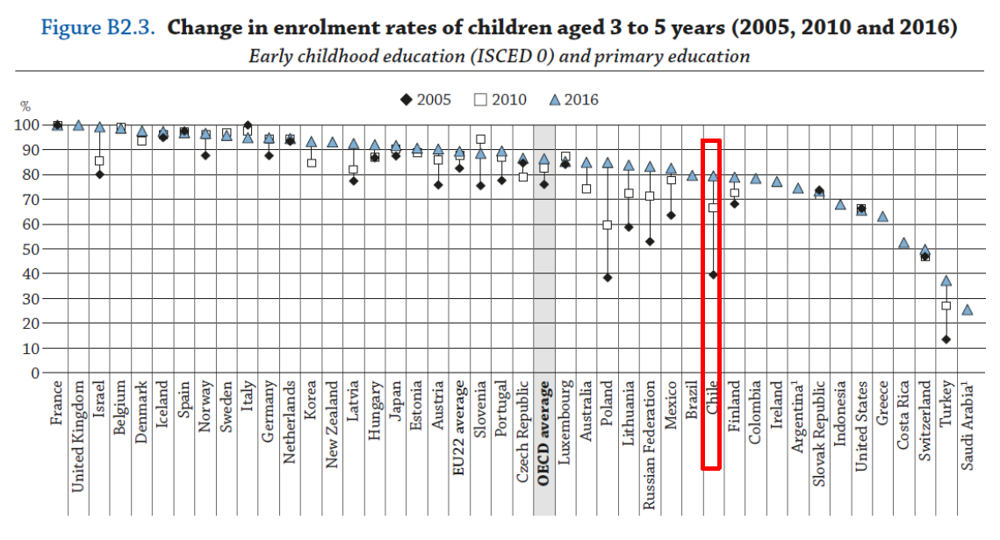 Figure B2.3. Change in enrolment rates of children aged 3 to 5 years (2005, 2010 and 2016)
Early childhood education (ISCED 0) and primary education
2005 2010 2016
%
100
90
80
70
60
50
40
30
20
10
0
France
United Kingdom
Israel
Belgium
Denmark
Iceland
Spain
Norway
Sweden
Italy
Germany
Netherlands
Korea
New Zealand
Latvia
Hungary
Japan
Estonia
Austria
EU22 average
Slovenia
Portugal
Czech Republic
OECD average
Luxembourg
Australia
Poland
Lithuania
Russian Federation
Mexico
Brazil
Chile
Finland
Colombia
Ireland
Argentina¹
Slovak Republic
Indonesia
United States
Greece
Costa Rica
Switzerland
Turkey
Saudi Arabia¹